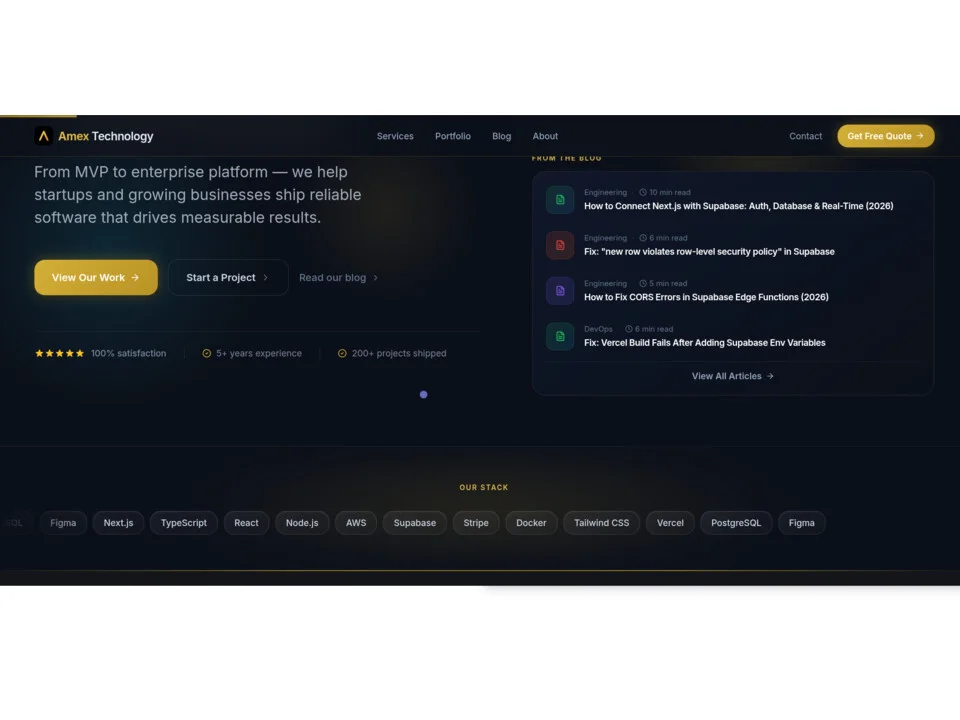 Amex Technology
Services
Portfolio
Blog
About
Contact
Get Free Quote →
From MVP to enterprise platform — we help
startups and growing businesses ship reliable
software that drives measurable results.
View Our Work →
Start a Project ›
Read our blog ›
★★★★★ 100% satisfaction
5+ years experience
200+ projects shipped
FROM THE BLOG
Engineering · 10 min read
How to Connect Next.js with Supabase: Auth, Database & Real-Time (2026)
Engineering · 6 min read
Fix: "new row violates row-level security policy" in Supabase
Engineering · 5 min read
How to Fix CORS Errors in Supabase Edge Functions (2026)
DevOps · 6 min read
Fix: Vercel Build Fails After Adding Supabase Env Variables
View All Articles →
OUR STACK
Figma
Next.js
TypeScript
React
Node.js
AWS
Supabase
Stripe
Docker
Tailwind CSS
Vercel
PostgreSQL
Figma